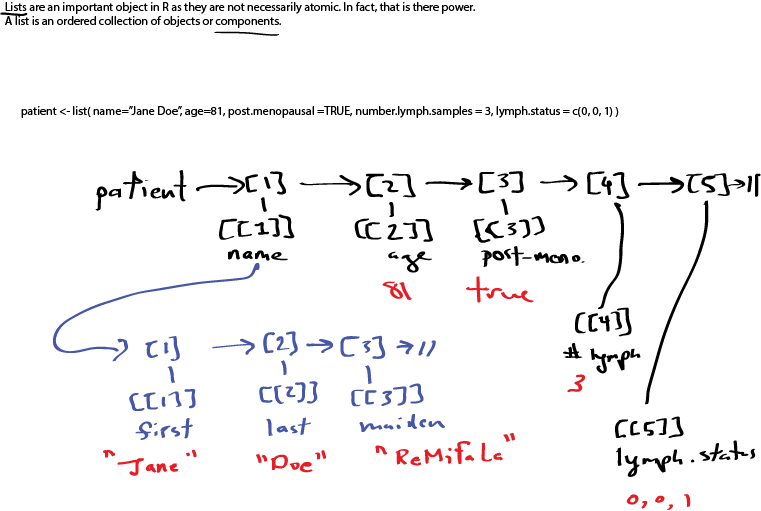 Lists are an important object in R as they are not necessarily atomic. In fact, that is there power.
A list is an ordered collection of objects or components.
patient <- list( name="Jane Doe", age=81, post.menopausal =TRUE, number.lymph.samples = 3, lymph.status = c(0, 0, 1) )
patient → [1] → [2] → [3] → [4] → [5] → ||
[[1]] [[2]] [[3]]
name age post-meno.
81 true
[[4]]
# lymph
3
[1] → [2] → [3] → ||
[[1]] [[2]] [[3]]
first last maiden
"Jane" "Doe" "ReMifaLa"
[[5]]
lymph.status
0, 0, 1